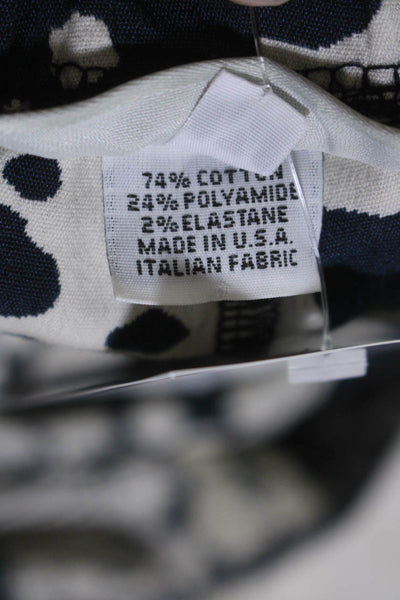 74% COTTON
24% POLYAMIDE
2% ELASTANE
MADE IN U.S.A.
ITALIAN FABRIC